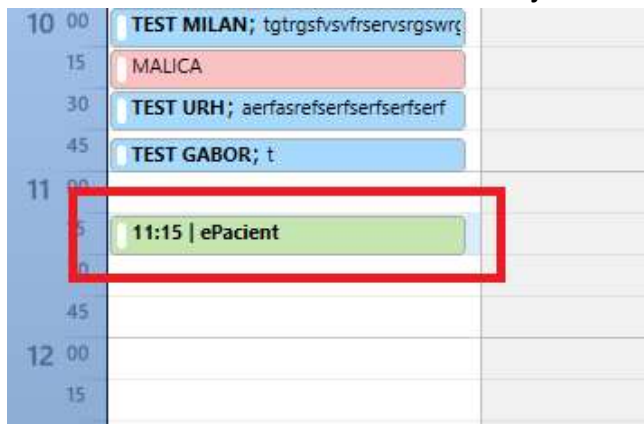 10 00 TEST MILAN; tgtrgsfvsvfrservsrgswrg
15 MALICA
30 TEST URH; aerfasrefserfserfserfserf
45 TEST GABOR; t
11
11:15 | ePacient
45
12 00
15